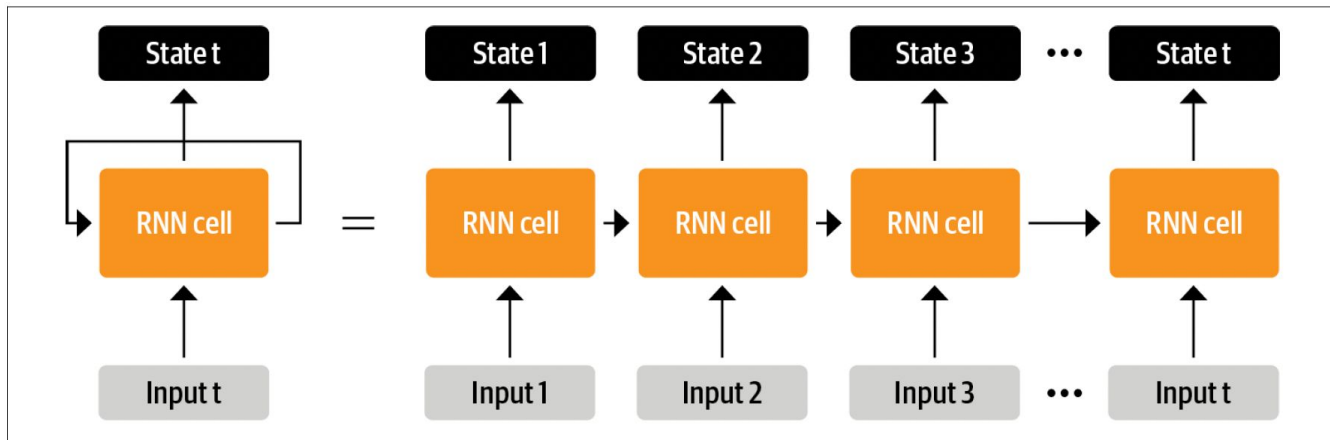 State t State 1 State 2 State 3 ••• State t
RNN cell = RNN cell RNN cell RNN cell RNN cell
Input t Input 1 Input 2 Input 3 ••• Input t